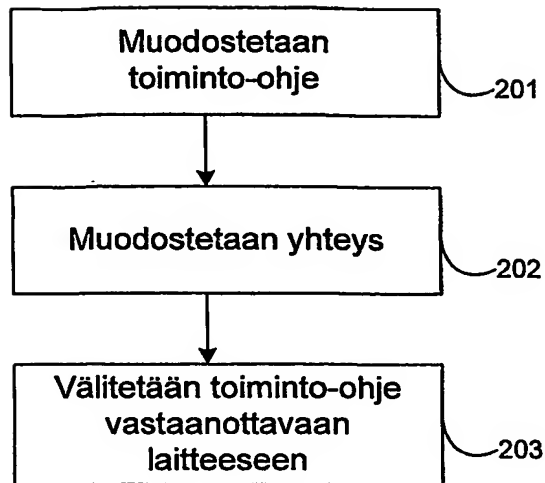 Muodostetaan
toiminto-ohje
201
Muodostetaan yhteys
202
Välitetään toiminto-ohje
vastaanottavaan
laitteeseen
203